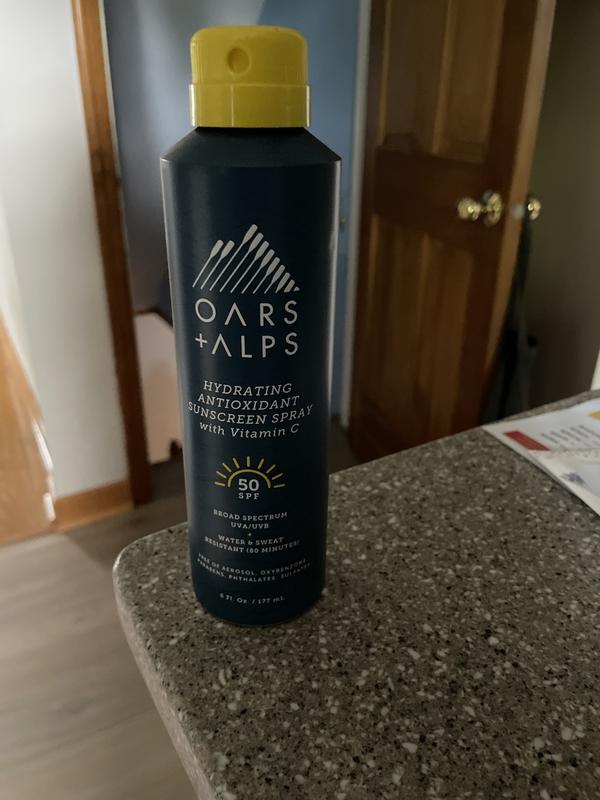 OARS
+ALPS
HYDRATING
ANTIOXIDANT
SUNSCREEN SPRAY
with Vitamin C
50
SPF
BROAD SPECTRUM
UVA/UVB
+
WATER & SWEAT
RESISTANT (80 MINUTES)
FREE OF AEROSOL, OXYBENZONE,
PARABENS, PHTHALATES, SULFATES
6 Fl. Oz. / 177 mL